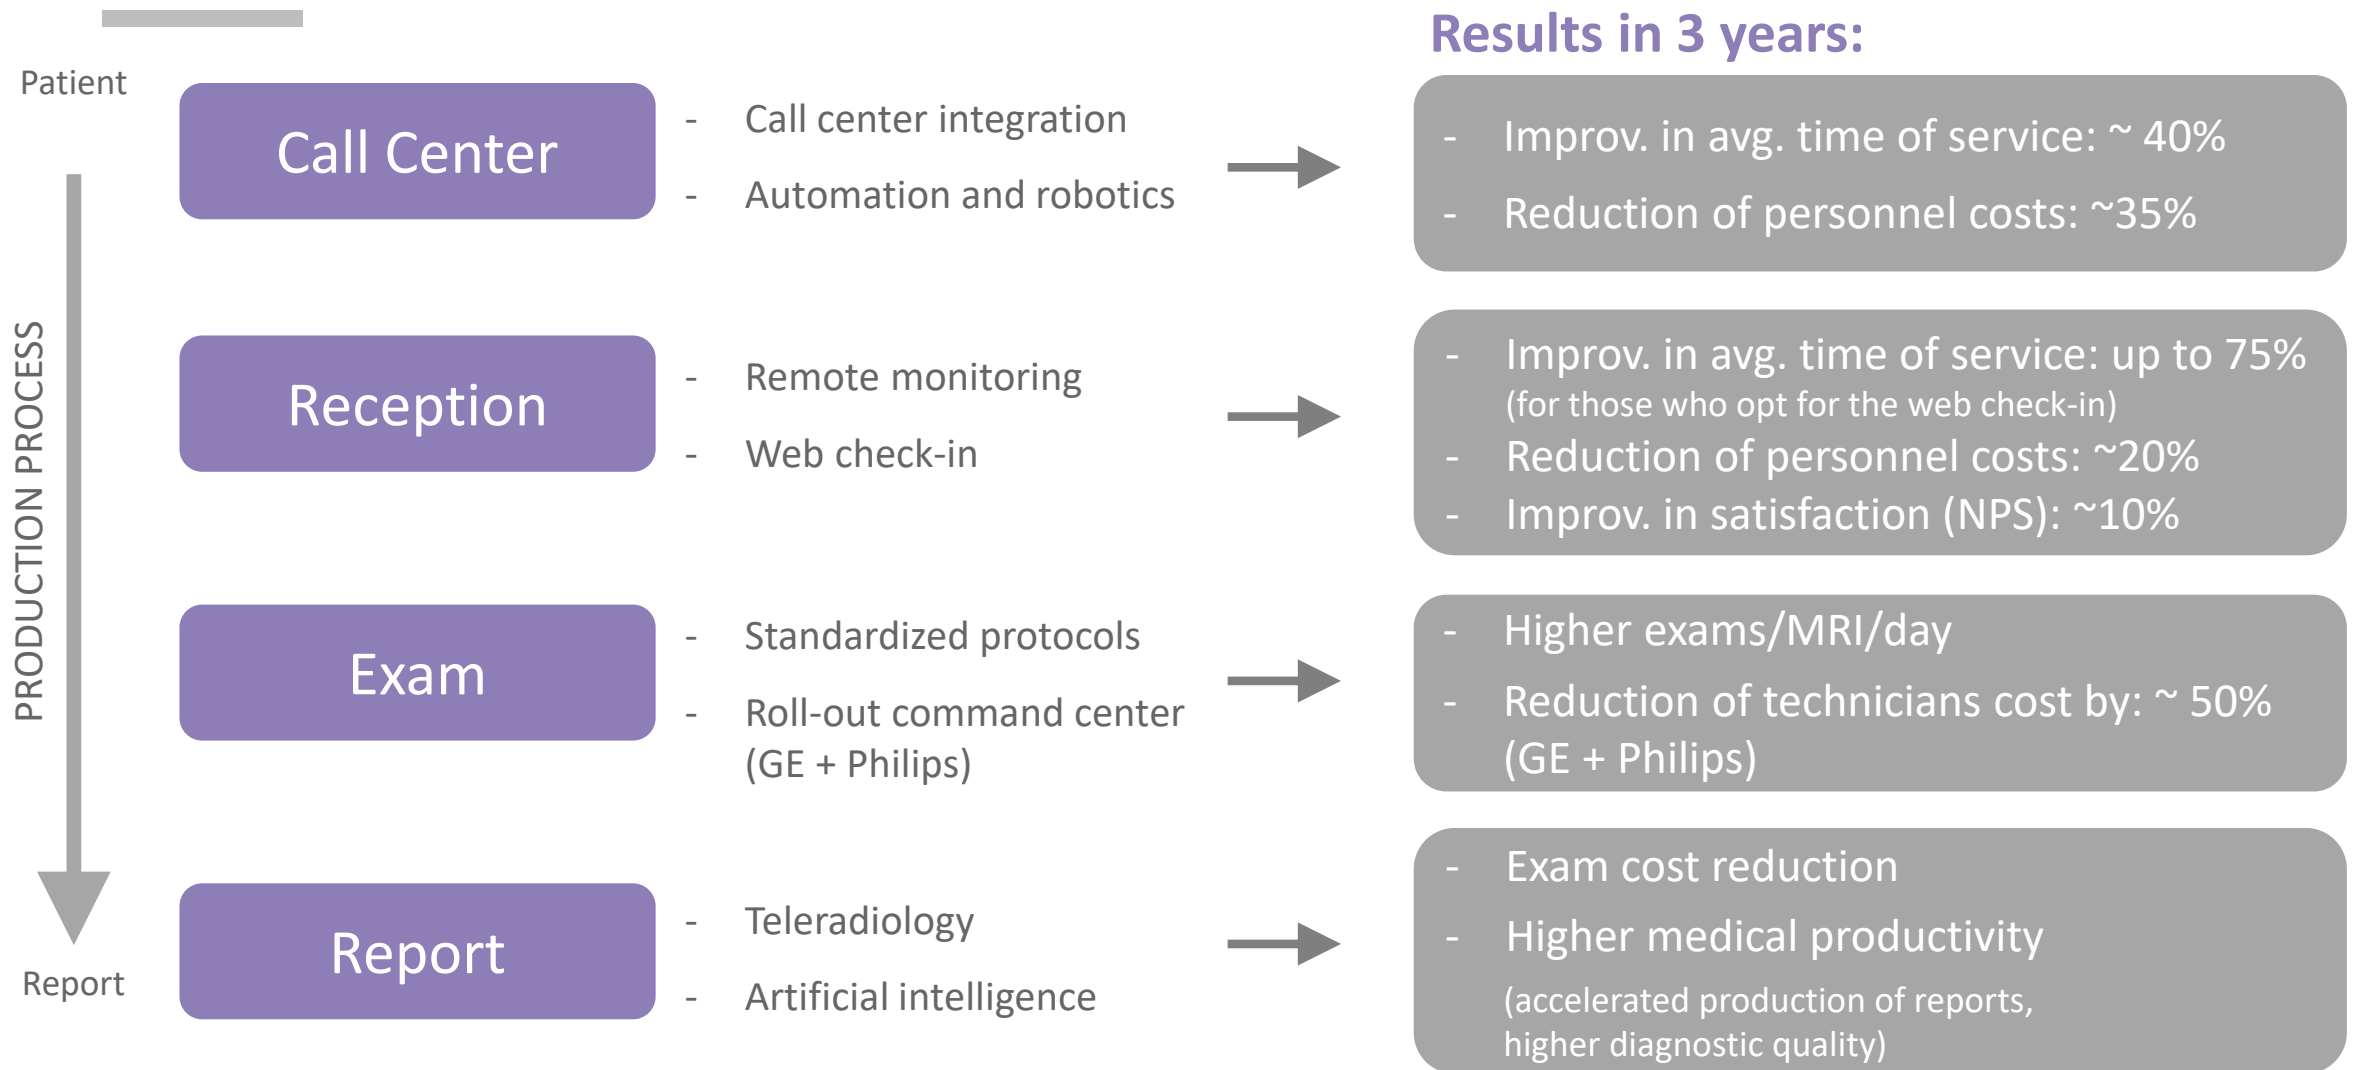 Results in 3 years:
Patient
PRODUCTION PROCESS
Report
Call Center
- Call center integration
- Automation and robotics
- Improv. in avg. time of service: ~ 40%
- Reduction of personnel costs: ~35%
Reception
- Remote monitoring
- Web check-in
- Improv. in avg. time of service: up to 75%
(for those who opt for the web check-in)
- Reduction of personnel costs: ~20%
- Improv. in satisfaction (NPS): ~10%
Exam
- Standardized protocols
- Roll-out command center
(GE + Philips)
- Higher exams/MRI/day
- Reduction of technicians cost by: ~ 50%
(GE + Philips)
Report
- Teleradiology
- Artificial intelligence
- Exam cost reduction
- Higher medical productivity
(accelerated production of reports,
higher diagnostic quality)